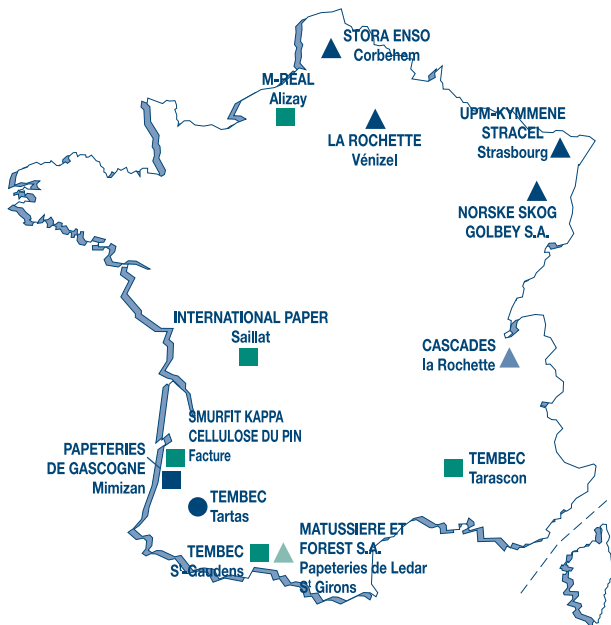 STORA ENSO
Corbehem
M-REAL
Alizay
LA ROCHETTE
Vénizel
UPM-KYMMENE
STRACEL
Strasbourg
NORSKE SKOG
GOLBEY S.A.
INTERNATIONAL PAPER
Saillat
CASCADES
la Rochette
SMURFIT KAPPA
CELLULOSE DU PIN
Facture
PAPETERIES
DE GASCOGNE
Mimizan
TEMBEC
Tarascon
TEMBEC
Tartas
TEMBEC
St-Gaudens
MATUSSIERE ET
FOREST S.A.
Papeteries de Ledar
St Girons